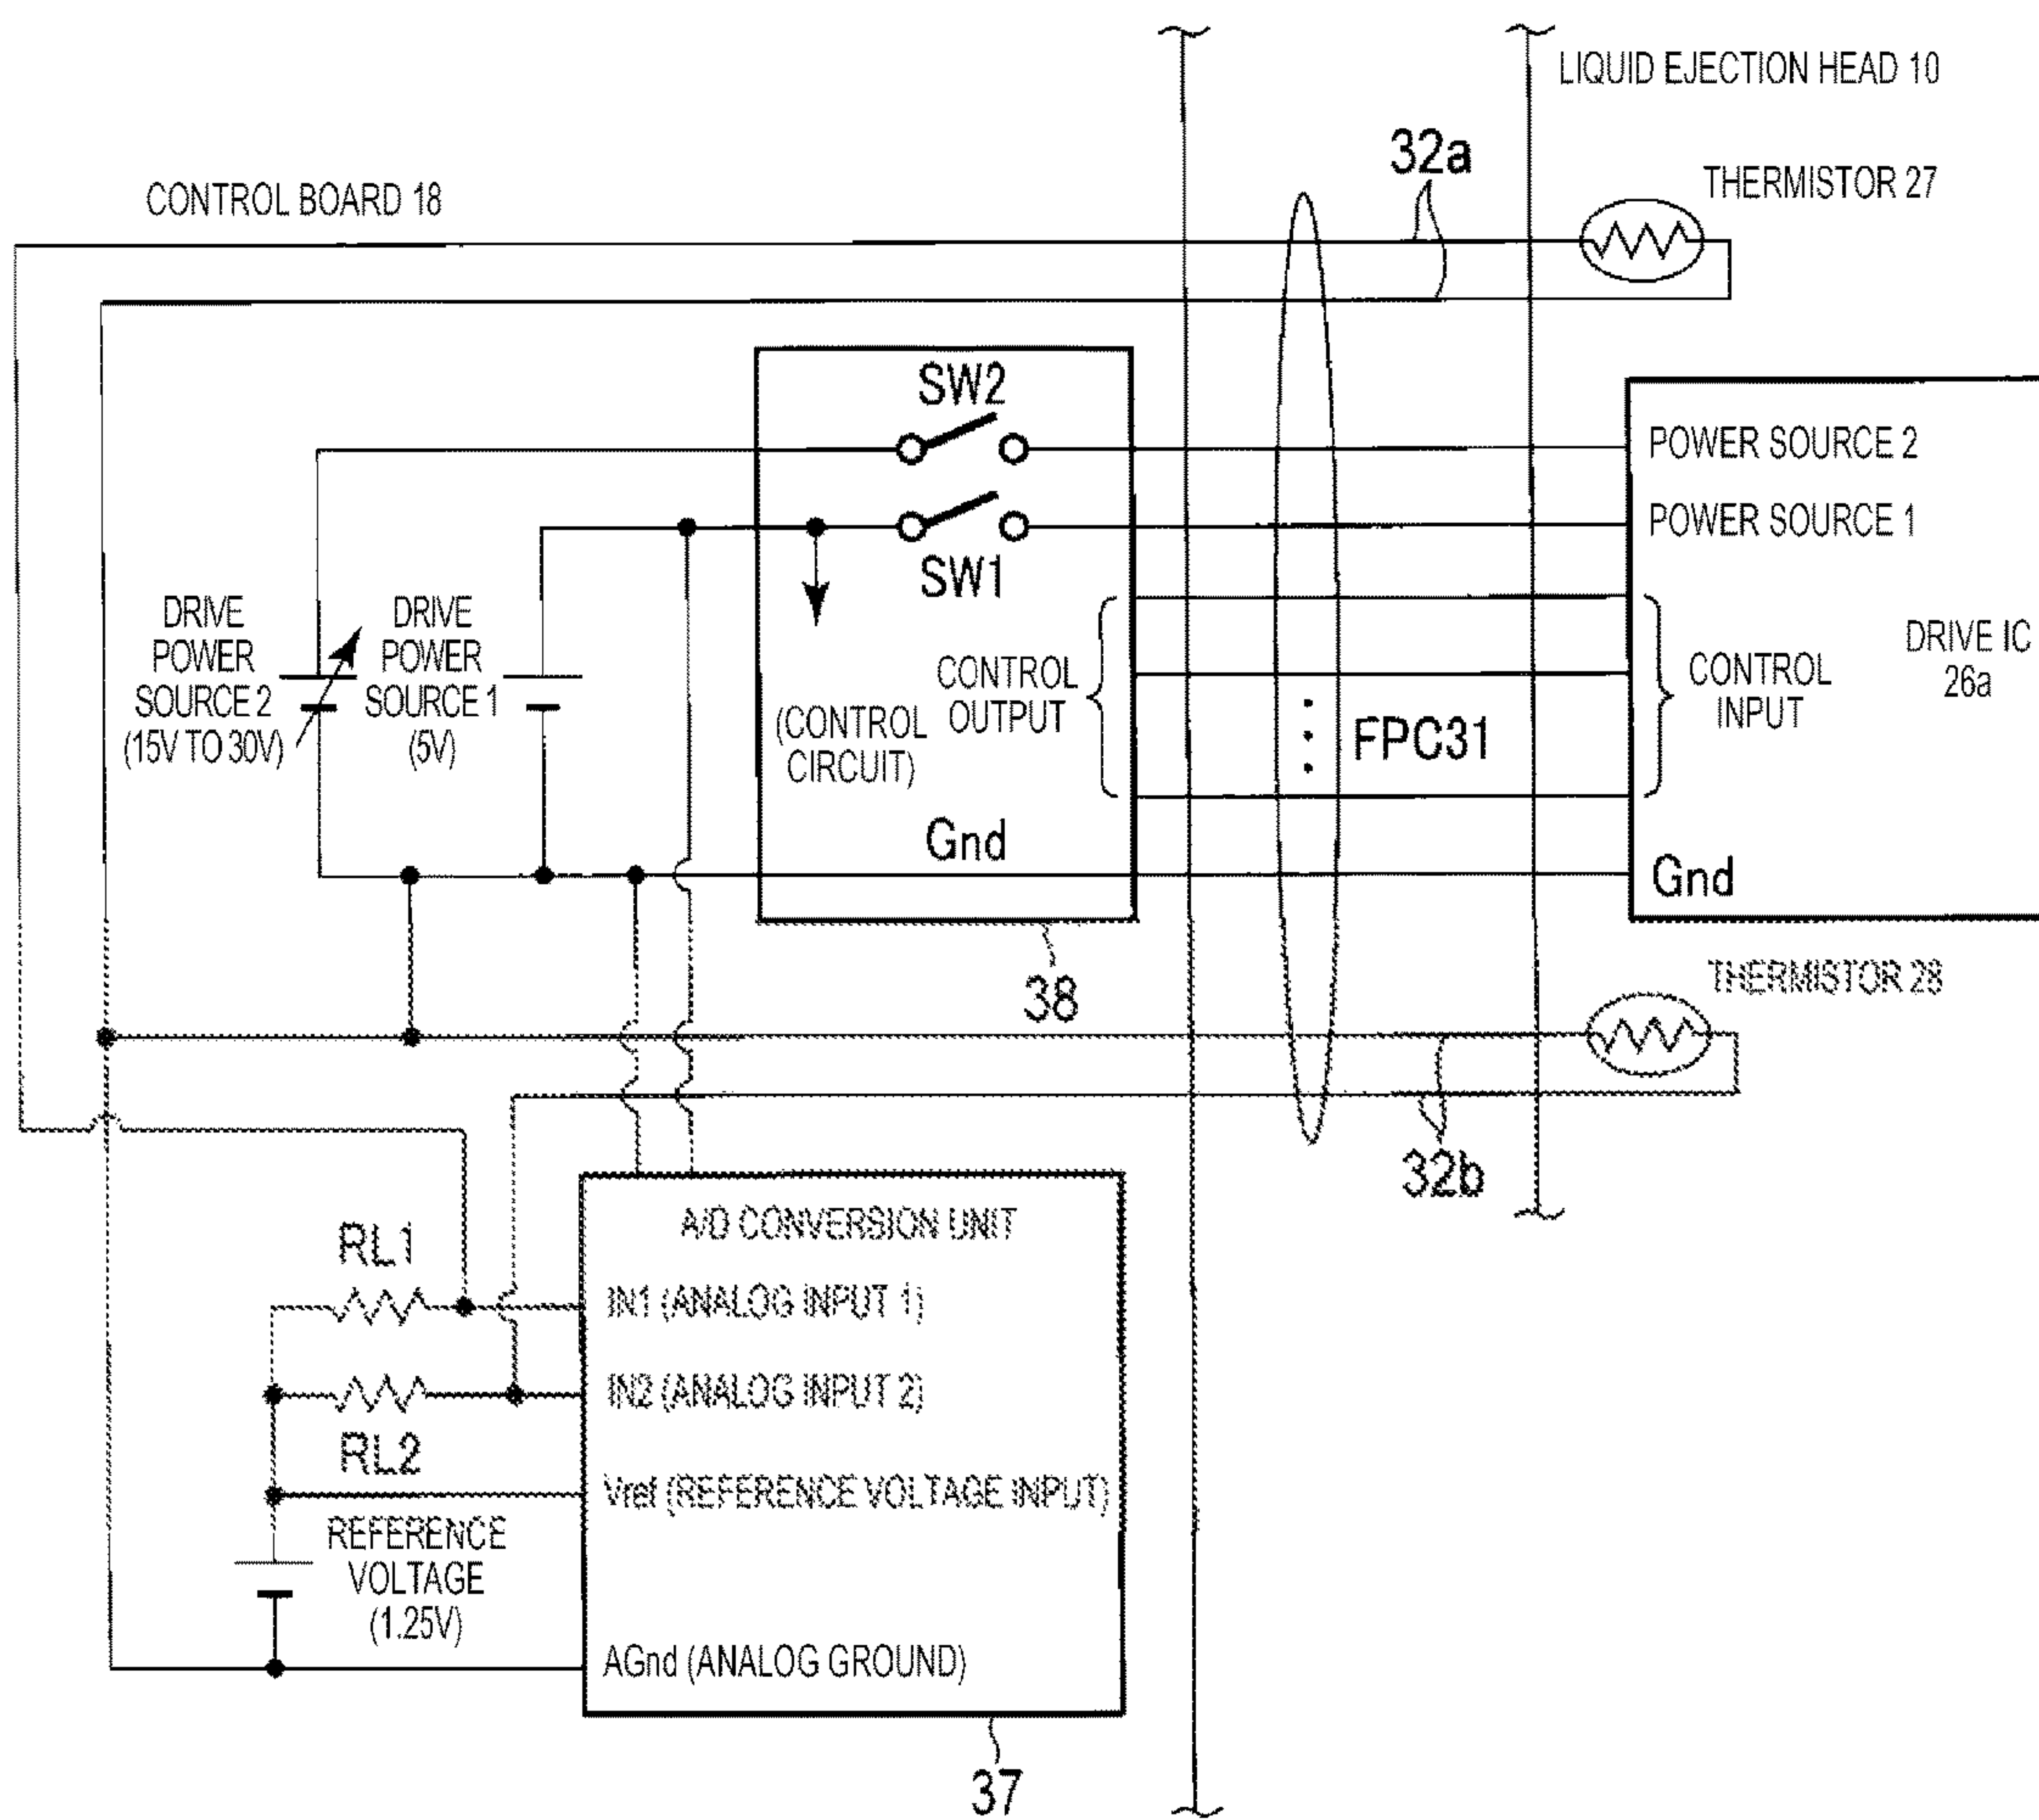 LIQUID EJECTION HEAD 10
32a
THERMISTOR 27
CONTROL BOARD 18
SW2
POWER SOURCE 2
POWER SOURCE 1
SW1
DRIVE
POWER
SOURCE 2
(15V TO 30V)
DRIVE
POWER
SOURCE 1
(5V)
(CONTROL
CIRCUIT)
CONTROL
OUTPUT
FPC31
CONTROL
INPUT
DRIVE IC
26a
Gnd
Gnd
38
THERMISTOR 28
32b
A/D CONVERSION UNIT
RL1
IN1 (ANALOG INPUT 1)
IN2 (ANALOG INPUT 2)
RL2
Vref (REFERENCE VOLTAGE INPUT)
REFERENCE
VOLTAGE
(1.25V)
AGnd (ANALOG GROUND)
37